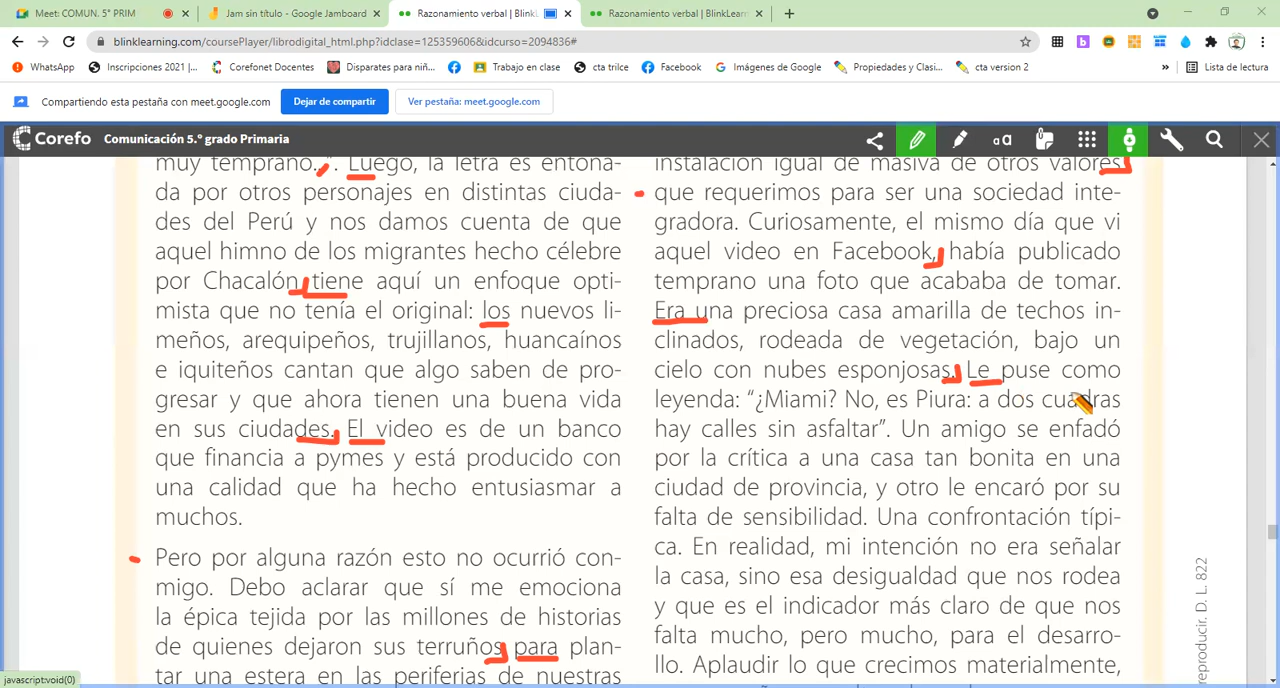 Meet: COMUN. 5° PRIM
Jam sin título - Google Jamboard
Razonamiento verbal | BlinkL
Razonamiento verbal | BlinkLear
blinklearning.com/coursePlayer/librodigital_html.php?idclase=125359606&idcurso=2094836#
WhatsApp
Inscripciones 2021 |...
Corefonet Docentes
Disparates para niñ...
Trabajo en clase
cta trilce
Facebook
Imágenes de Google
Propiedades y Clasi...
cta version 2
»
Lista de lectura
Compartiendo esta pestaña con meet.google.com
Dejar de compartir
Ver pestaña: meet.google.com
Corefo
Comunicación 5.º grado Primaria
aA
muy temprano...”. Luego, la letra es entona-
da por otros personajes en distintas ciuda-
des del Perú y nos damos cuenta de que
aquel himno de los migrantes hecho célebre
por Chacalón tiene aquí un enfoque opti-
mista que no tenía el original: los nuevos li-
meños, arequipeños, trujillanos, huancaínos
e iquiteños cantan que algo saben de pro-
gresar y que ahora tienen una buena vida
en sus ciudades. El video es de un banco
que financia a pymes y está producido con
una calidad que ha hecho entusiasmar a
muchos.
Pero por alguna razón esto no ocurrió con-
migo. Debo aclarar que sí me emociona
la épica tejida por las millones de historias
de quienes dejaron sus terruños para plan-
tar una estera en las periferias de nuestras
instalación igual de masiva de otros valores
que requerimos para ser una sociedad inte-
gradora. Curiosamente, el mismo día que vi
aquel video en Facebook, había publicado
temprano una foto que acababa de tomar.
Era una preciosa casa amarilla de techos in-
clinados, rodeada de vegetación, bajo un
cielo con nubes esponjosas. Le puse como
leyenda: “¿Miami? No, es Piura: a dos cuadras
hay calles sin asfaltar”. Un amigo se enfadó
por la crítica a una casa tan bonita en una
ciudad de provincia, y otro le encaró por su
falta de sensibilidad. Una confrontación típi-
ca. En realidad, mi intención no era señalar
la casa, sino esa desigualdad que nos rodea
y que es el indicador más claro de que nos
falta mucho, pero mucho, para el desarro-
llo. Aplaudir lo que crecimos materialmente,
reproducir. D. L. 822
javascript:void(0)